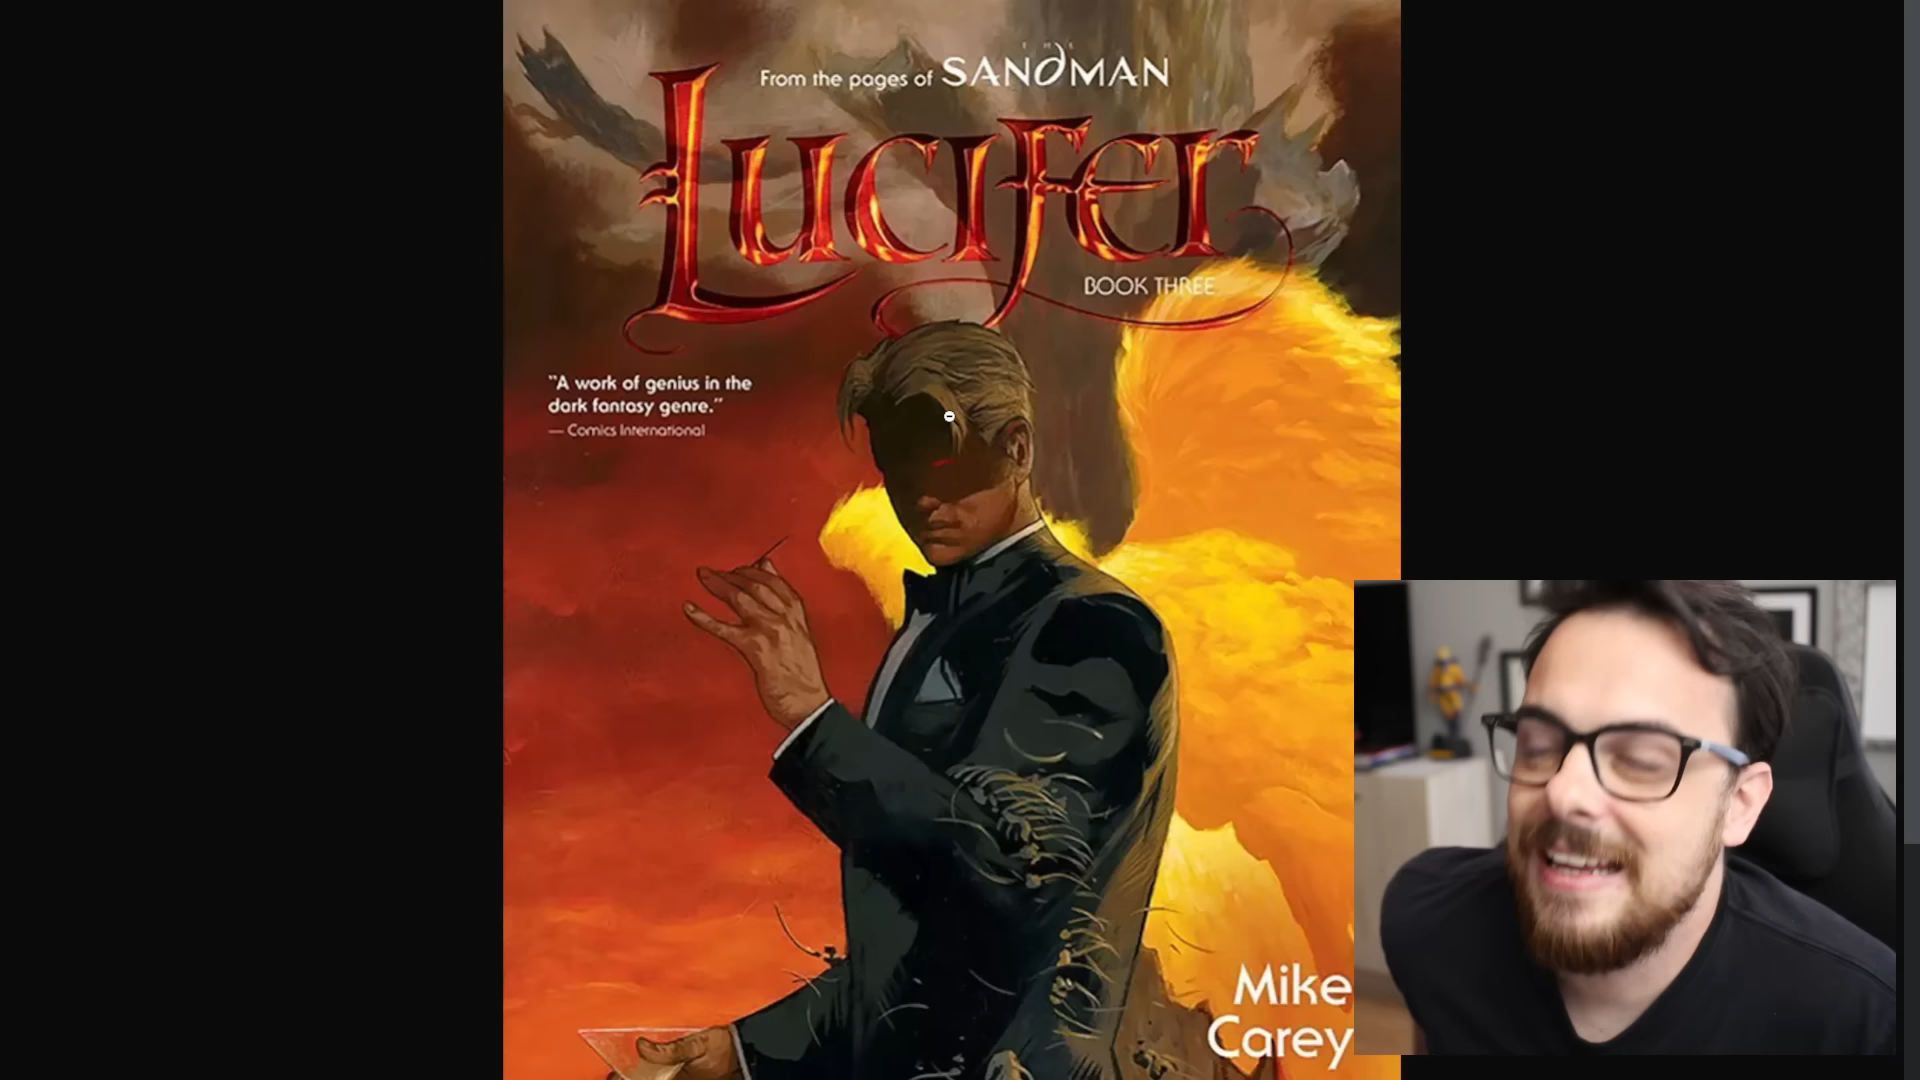 From the pages of THE SANDMAN
LUCIFER
BOOK THREE
"A work of genius in the
dark fantasy genre."
— Comics International
Mike
Carey